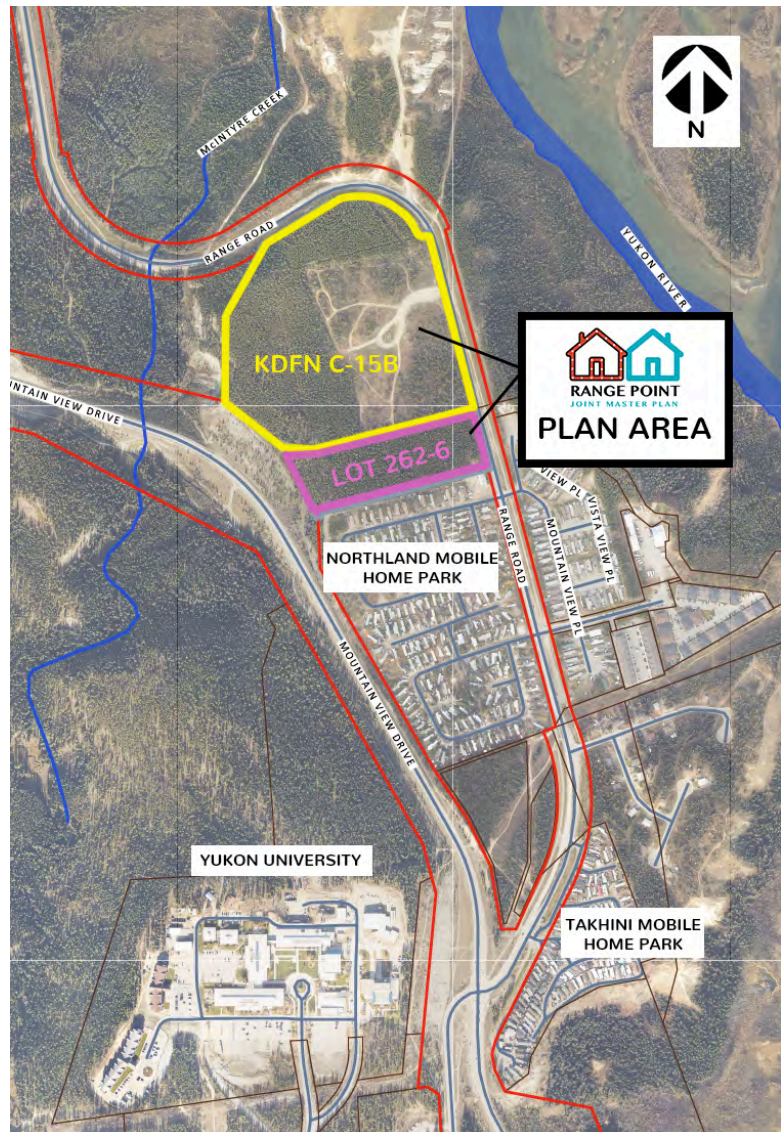 McINTYRE CREEK
N
RANGE ROAD
YUKON RIVER
KDFN C-15B
RANGE POINT
JOINT MASTER PLAN
PLAN AREA
UNTAIN VIEW DRIVE
LOT 262-6
VIEW PL
VISTA VIEW PL
RANGE ROAD
MOUNTAIN VIEW PL
NORTHLAND MOBILE
HOME PARK
MOUNTAIN VIEW DRIVE
YUKON UNIVERSITY
TAKHINI MOBILE
HOME PARK